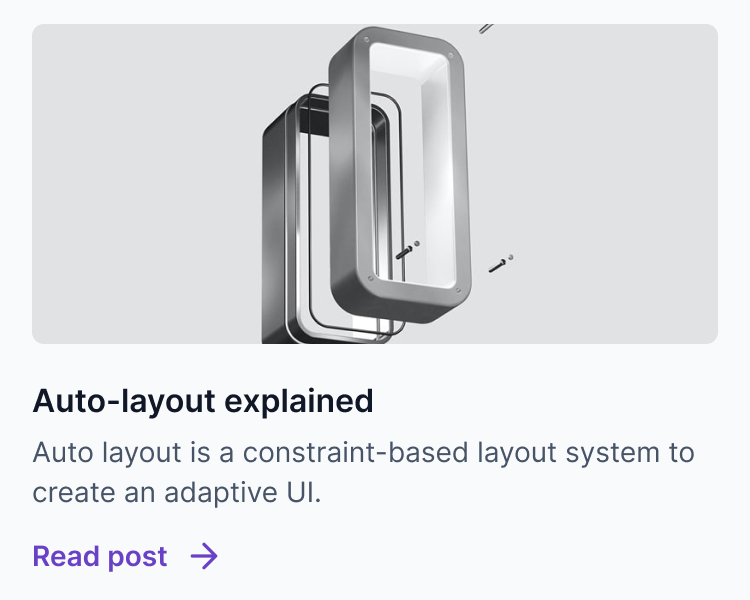 Auto-layout explained
Auto layout is a constraint-based layout system to
create an adaptive UI.
Read post